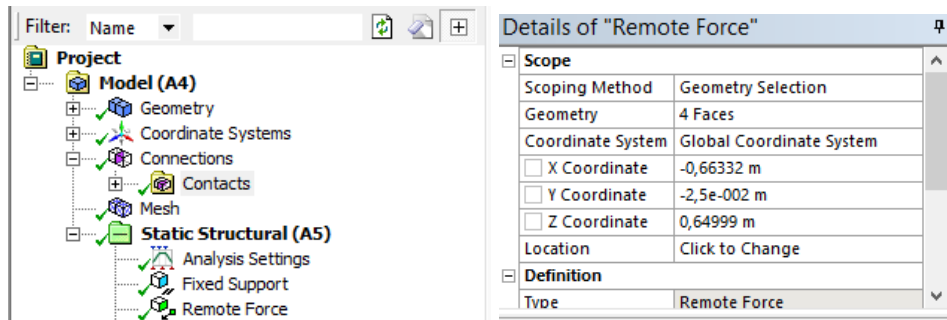 Filter: Name
Project
Model (A4)
Geometry
Coordinate Systems
Connections
Contacts
Mesh
Static Structural (A5)
Analysis Settings
Fixed Support
Remote Force
Details of "Remote Force"
Scope
Scoping Method Geometry Selection
Geometry 4 Faces
Coordinate System Global Coordinate System
X Coordinate -0,66332 m
Y Coordinate -2,5e-002 m
Z Coordinate 0,64999 m
Location Click to Change
Definition
Type Remote Force